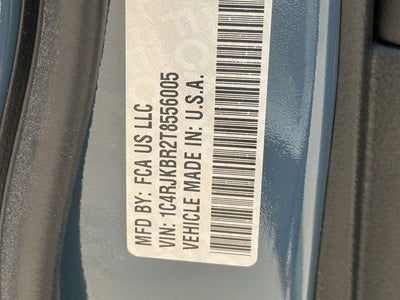 MFD BY: FCA US LLC
VIN: 1C4RJKBR2T8556005
VEHICLE MADE IN: U.S.A.